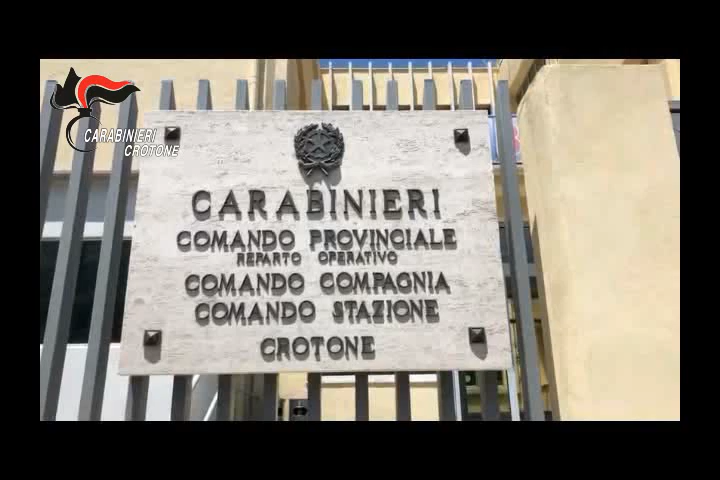 CARABINIERI
CROTONE
CARABINIERI
COMANDO PROVINCIALE
REPARTO OPERATIVO
COMANDO COMPAGNIA
COMANDO STAZIONE
CROTONE